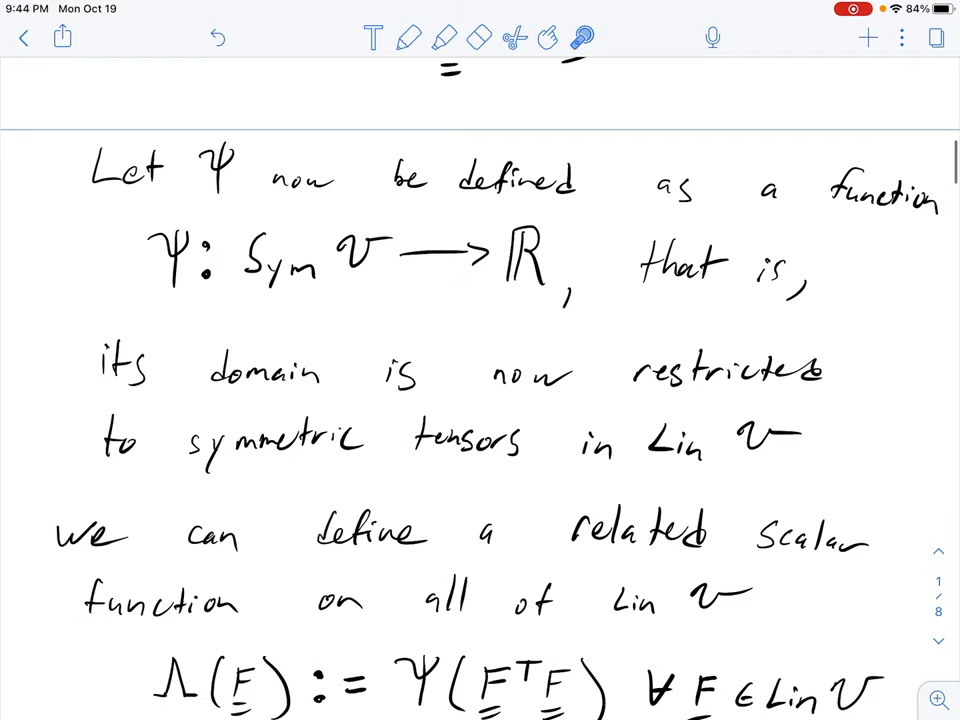 9:44 PM Mon Oct 19
84%
Let Ψ now be defined as a function
Ψ: Sym 𝒱 ⟶ ℝ, that is,
its domain is now restricted
to symmetric tensors in Lin 𝒱
we can define a related scalar
function on all of Lin 𝒱
Λ(F) := Ψ(FᵀF) ∀ F ∈ Lin 𝒱
1
/
8